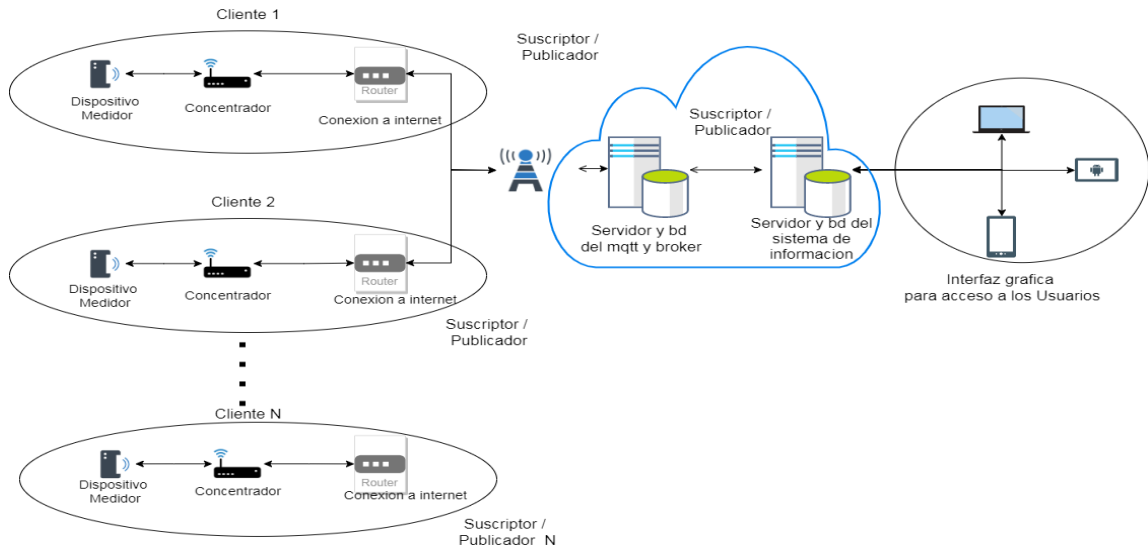 Cliente 1
Dispositivo
Medidor
Concentrador
Router
Conexion a internet
Suscriptor /
Publicador
Cliente 2
Dispositivo
Medidor
Concentrador
Router
Conexion a internet
Suscriptor /
Publicador
Cliente N
Dispositivo
Medidor
Concentrador
Router
Conexion a internet
Suscriptor /
Publicador N
Suscriptor /
Publicador
Servidor y bd
del mqtt y broker
Servidor y bd del
sistema de
informacion
Interfaz grafica
para acceso a los Usuarios